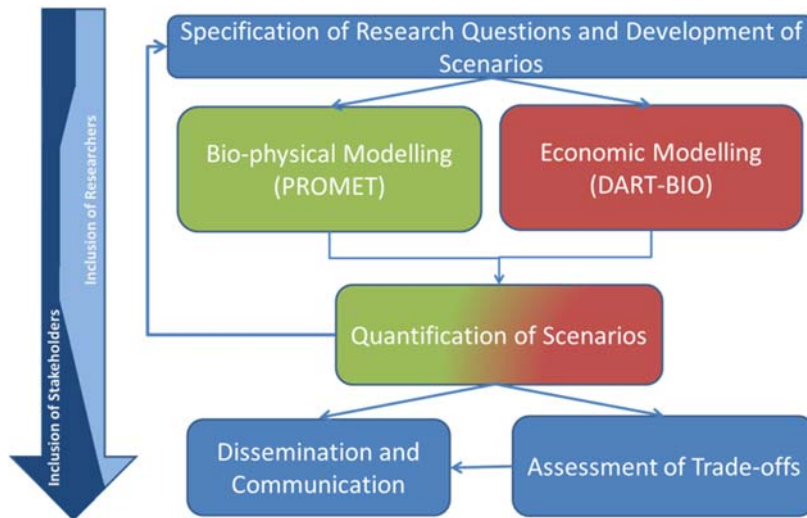 Specification of Research Questions and Development of
Scenarios
Bio-physical Modelling
(PROMET)
Economic Modelling
(DART-BIO)
Quantification of Scenarios
Dissemination and
Communication
Assessment of Trade-offs
Inclusion of Stakeholders
Inclusion of Researchers